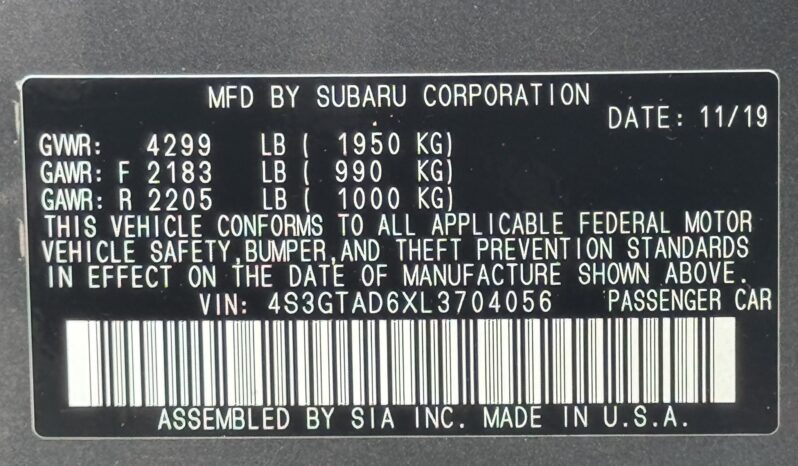 MFD BY SUBARU CORPORATION
DATE: 11/19
GVWR: 4299 LB ( 1950 KG)
GAWR: F 2183 LB ( 990 KG)
GAWR: R 2205 LB ( 1000 KG)
THIS VEHICLE CONFORMS TO ALL APPLICABLE FEDERAL MOTOR
VEHICLE SAFETY,BUMPER,AND THEFT PREVENTION STANDARDS
IN EFFECT ON THE DATE OF MANUFACTURE SHOWN ABOVE.
VIN: 4S3GTAD6XL3704056 PASSENGER CAR
ASSEMBLED BY SIA INC. MADE IN U.S.A.